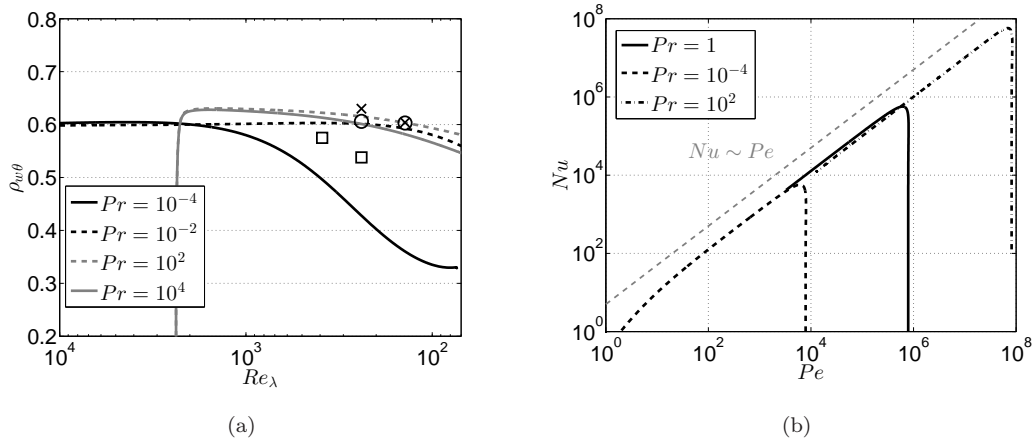 0.8
0.7
0.6
0.5
0.4
0.3
0.2
ρ_{wθ}
Pr = 10^{-4}
Pr = 10^{-2}
Pr = 10^{2}
Pr = 10^{4}
10^4 10^3 10^2
Re_λ
(a)
10^8
10^6
10^4
10^2
10^0
Nu
Pr = 1
Pr = 10^{-4}
Pr = 10^{2}
Nu ∼ Pe
10^0 10^2 10^4 10^6 10^8
Pe
(b)